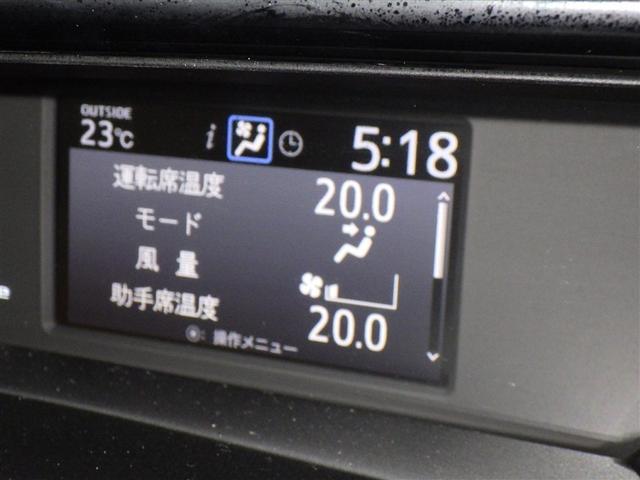 OUTSIDE
23℃ i 5:18
運転席温度 20.0
モード
風量
助手席温度 20.0
: 操作メニュー